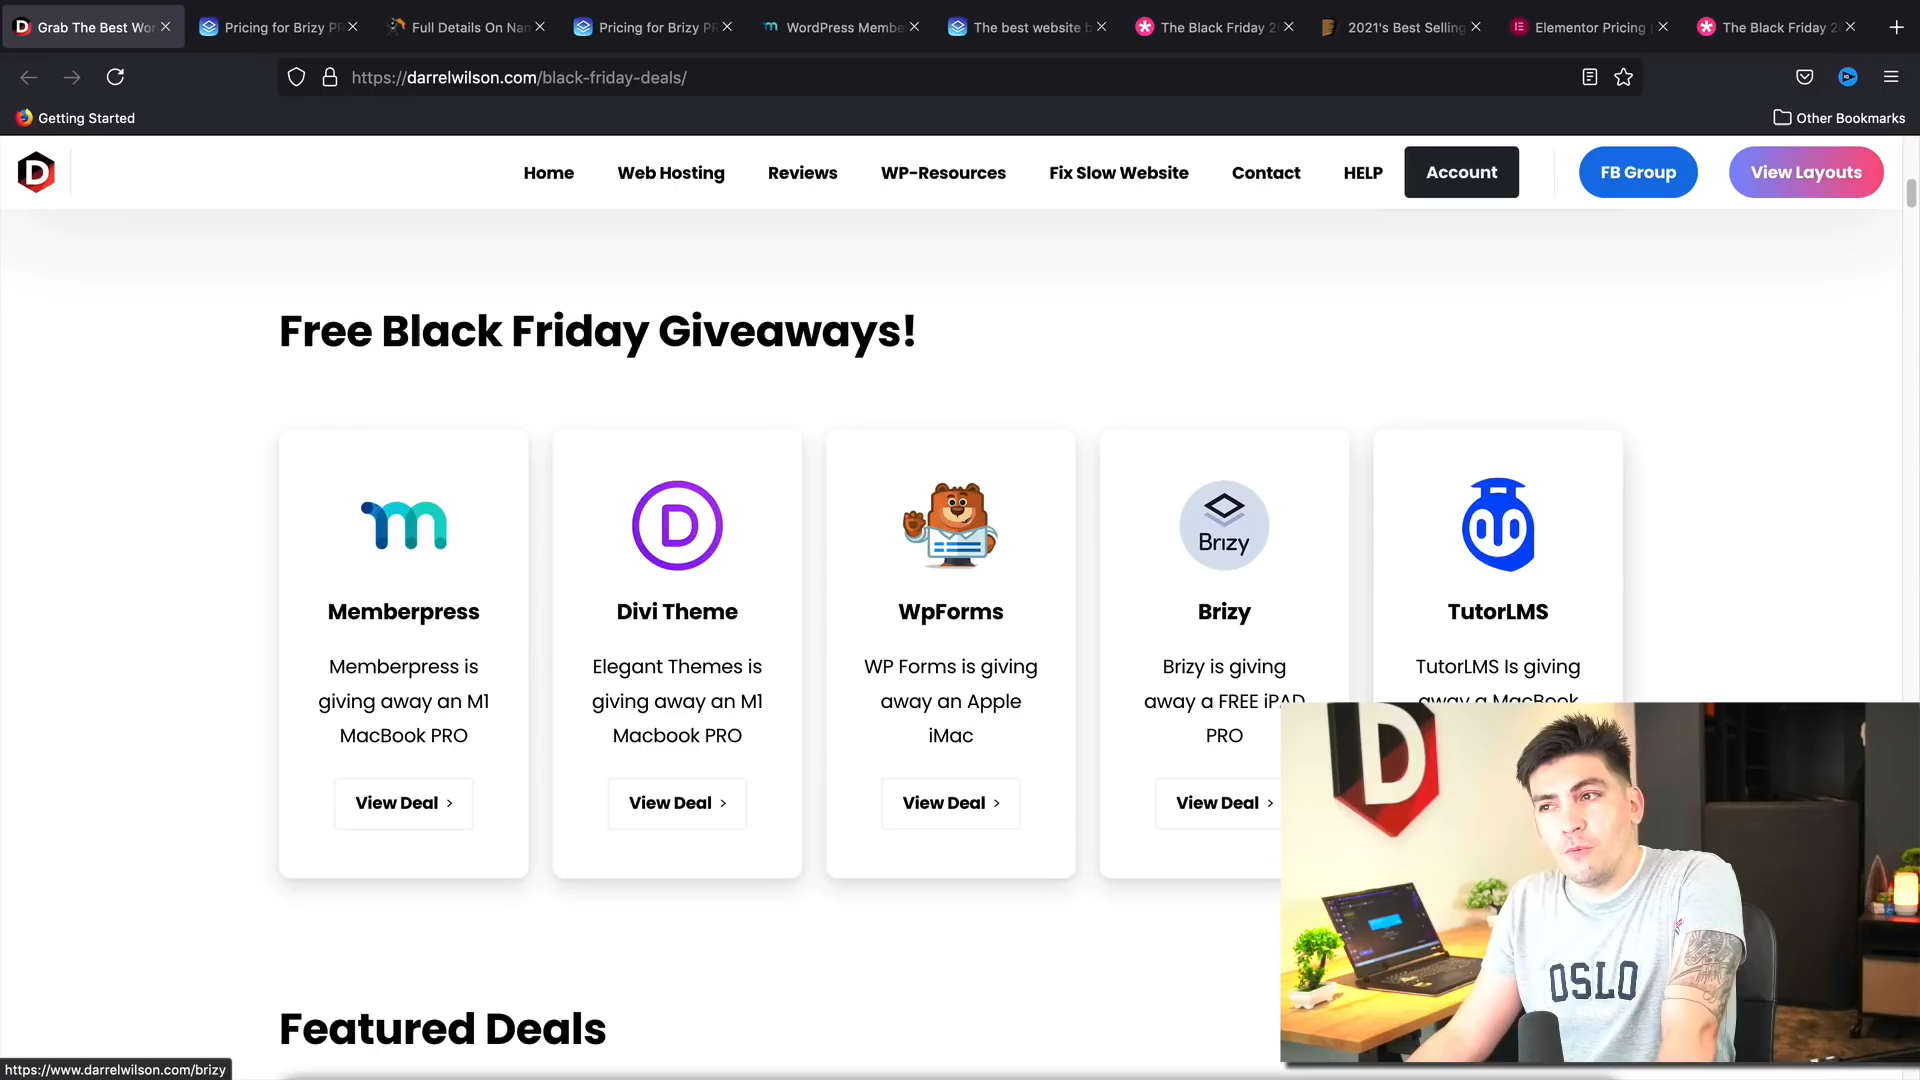 Grab The Best Wor
Pricing for Brizy PR
Full Details On Nam
Pricing for Brizy PR
WordPress Membe
The best website b
The Black Friday 2
2021's Best Selling
Elementor Pricing
The Black Friday 2
https://darrelwilson.com/black-friday-deals/
Getting Started
Other Bookmarks
D
Home
Web Hosting
Reviews
WP-Resources
Fix Slow Website
Contact
HELP
Account
FB Group
View Layouts
Free Black Friday Giveaways!
Memberpress
Memberpress is
giving away an M1
MacBook PRO
View Deal >
D
Divi Theme
Elegant Themes is
giving away an M1
Macbook PRO
View Deal >
WpForms
WP Forms is giving
away an Apple
iMac
View Deal >
Brizy
Brizy
Brizy is giving
away a FREE iPAD
PRO
View Deal >
TutorLMS
TutorLMS Is giving
away a MacBook
D
OSLO
Featured Deals
https://www.darrelwilson.com/brizy